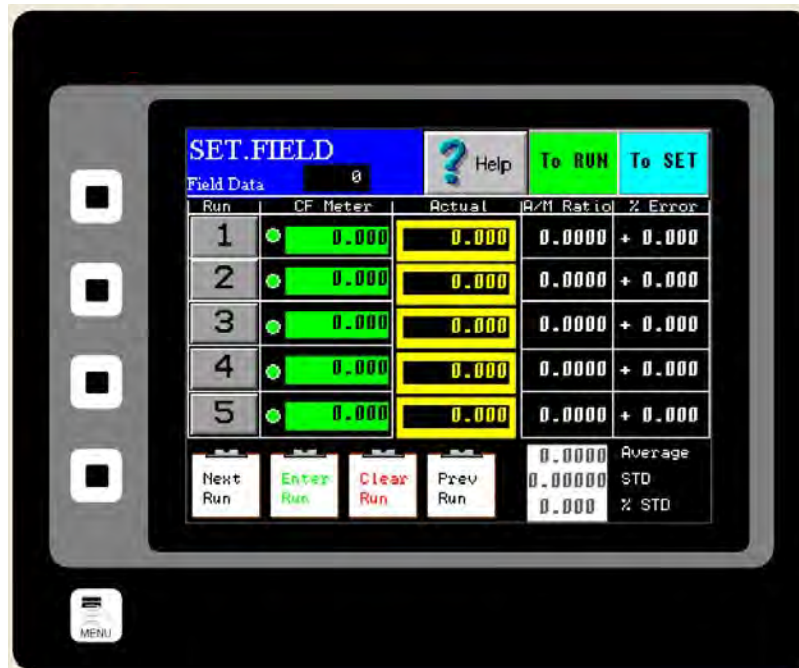 SET.FIELD
Field Data 0
Help
To RUN
To SET
Run CF Meter Actual A/M Ratio % Error
1 0.000 0.000 0.0000 + 0.000
2 0.000 0.000 0.0000 + 0.000
3 0.000 0.000 0.0000 + 0.000
4 0.000 0.000 0.0000 + 0.000
5 0.000 0.000 0.0000 + 0.000
Next
Run
Enter
Run
Clear
Run
Prev
Run
0.0000 Average
0.00000 STD
0.000 % STD
MENU